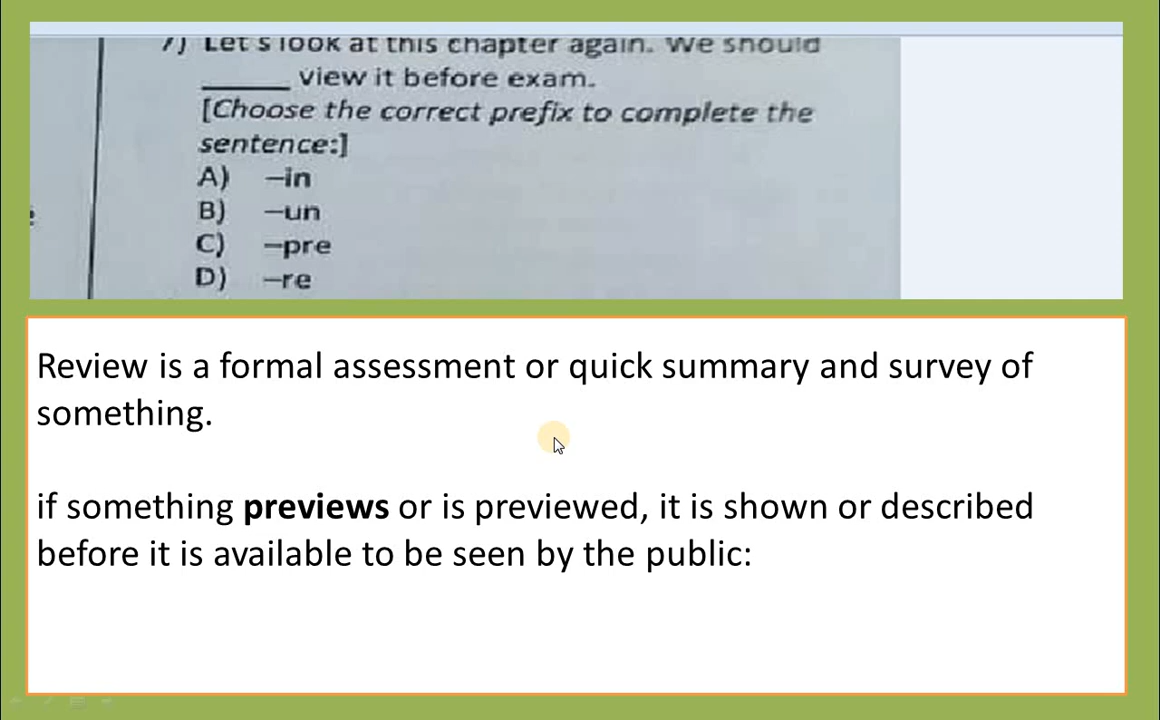 7) Let's look at this chapter again. We should
______ view it before exam.
[Choose the correct prefix to complete the
sentence:]
A) –in
B) –un
C) –pre
D) –re
Review is a formal assessment or quick summary and survey of
something.
if something previews or is previewed, it is shown or described
before it is available to be seen by the public: